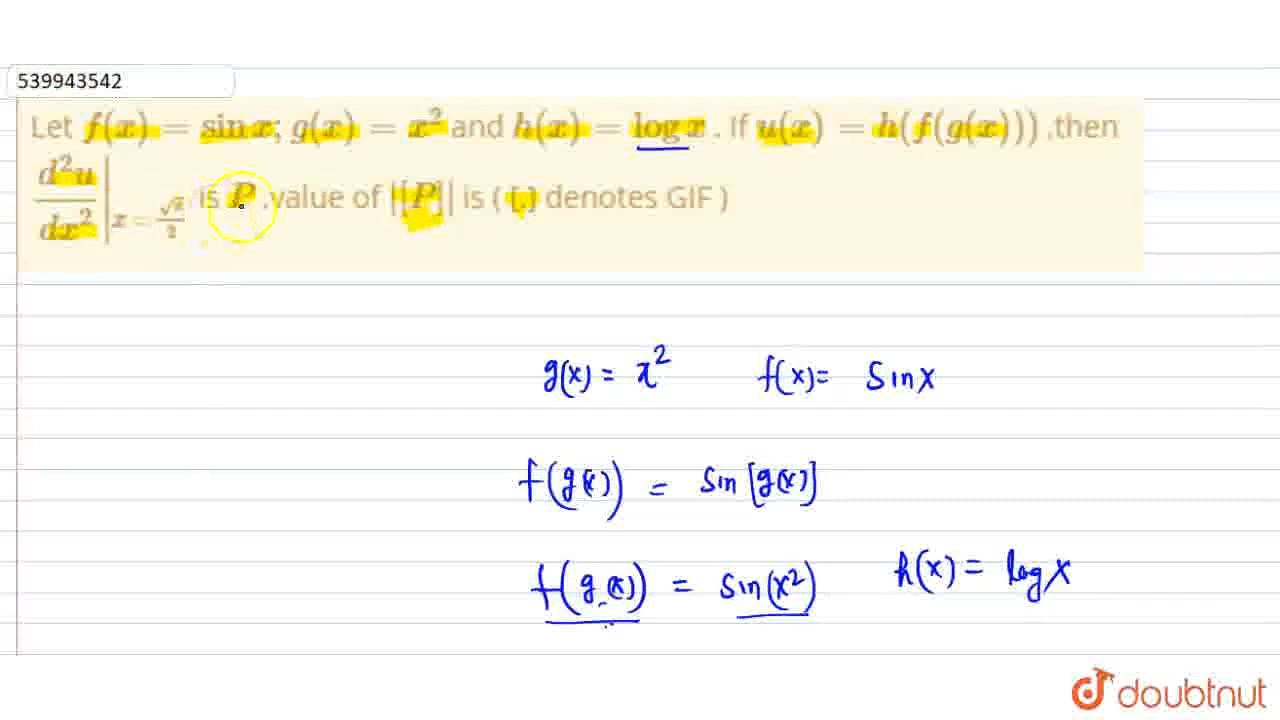 539943542
Let f(x) = sin x; g(x) = x² and h(x) = log x . If u(x) = h(f(g(x))) ,then
d²u/dx² |x = √2/2 is P ,value of |[P]| is ( [.] denotes GIF )
g(x) = x² f(x) = Sin x
f(g(x)) = Sin [g(x)]
f(g(x)) = Sin(x²) h(x) = log x
doubtnut